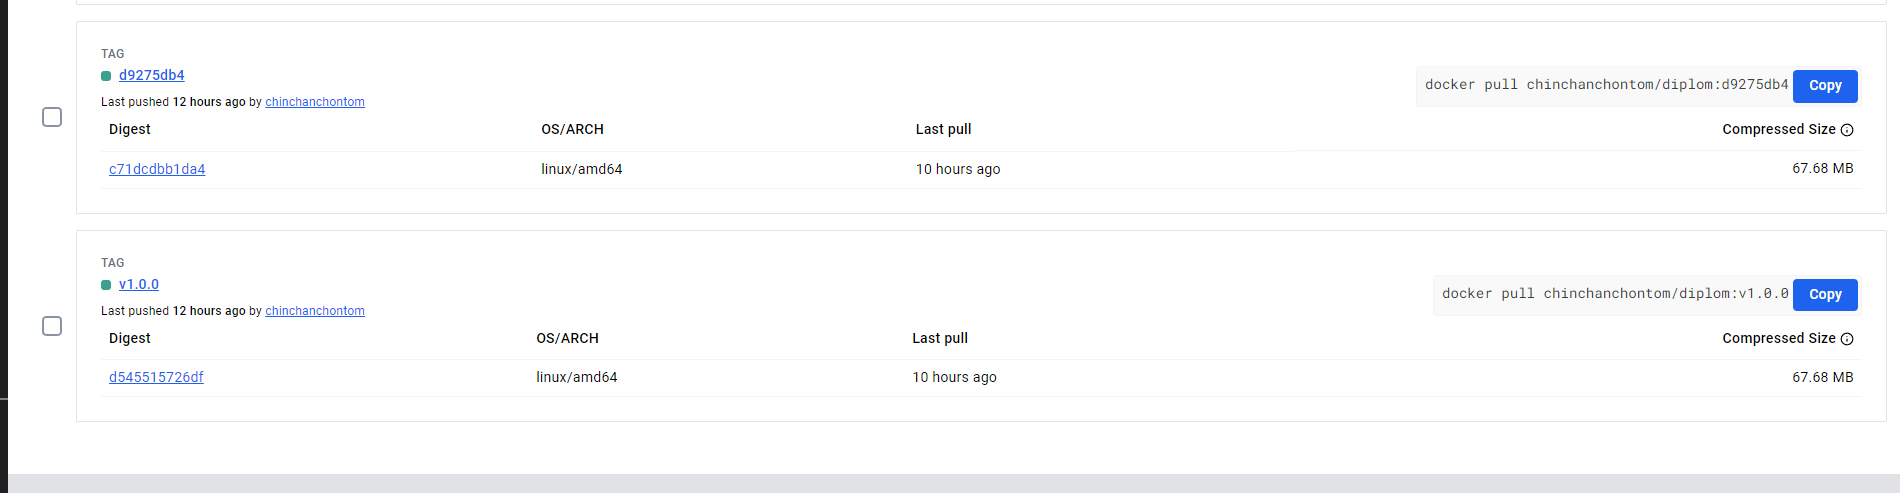 TAG
d9275db4
Last pushed 12 hours ago by chinchanchontom
docker pull chinchanchontom/diplom:d9275db4 Copy
Digest OS/ARCH Last pull Compressed Size
c71dcdbb1da4 linux/amd64 10 hours ago 67.68 MB
TAG
v1.0.0
Last pushed 12 hours ago by chinchanchontom
docker pull chinchanchontom/diplom:v1.0.0 Copy
Digest OS/ARCH Last pull Compressed Size
d545515726df linux/amd64 10 hours ago 67.68 MB